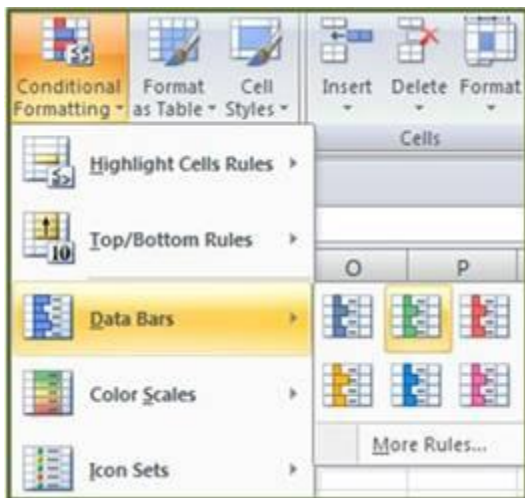 Conditional Formatting
Format as Table
Cell Styles
Insert
Delete
Format
Cells
Highlight Cells Rules
Top/Bottom Rules
10
O
P
Data Bars
Color Scales
More Rules...
Icon Sets